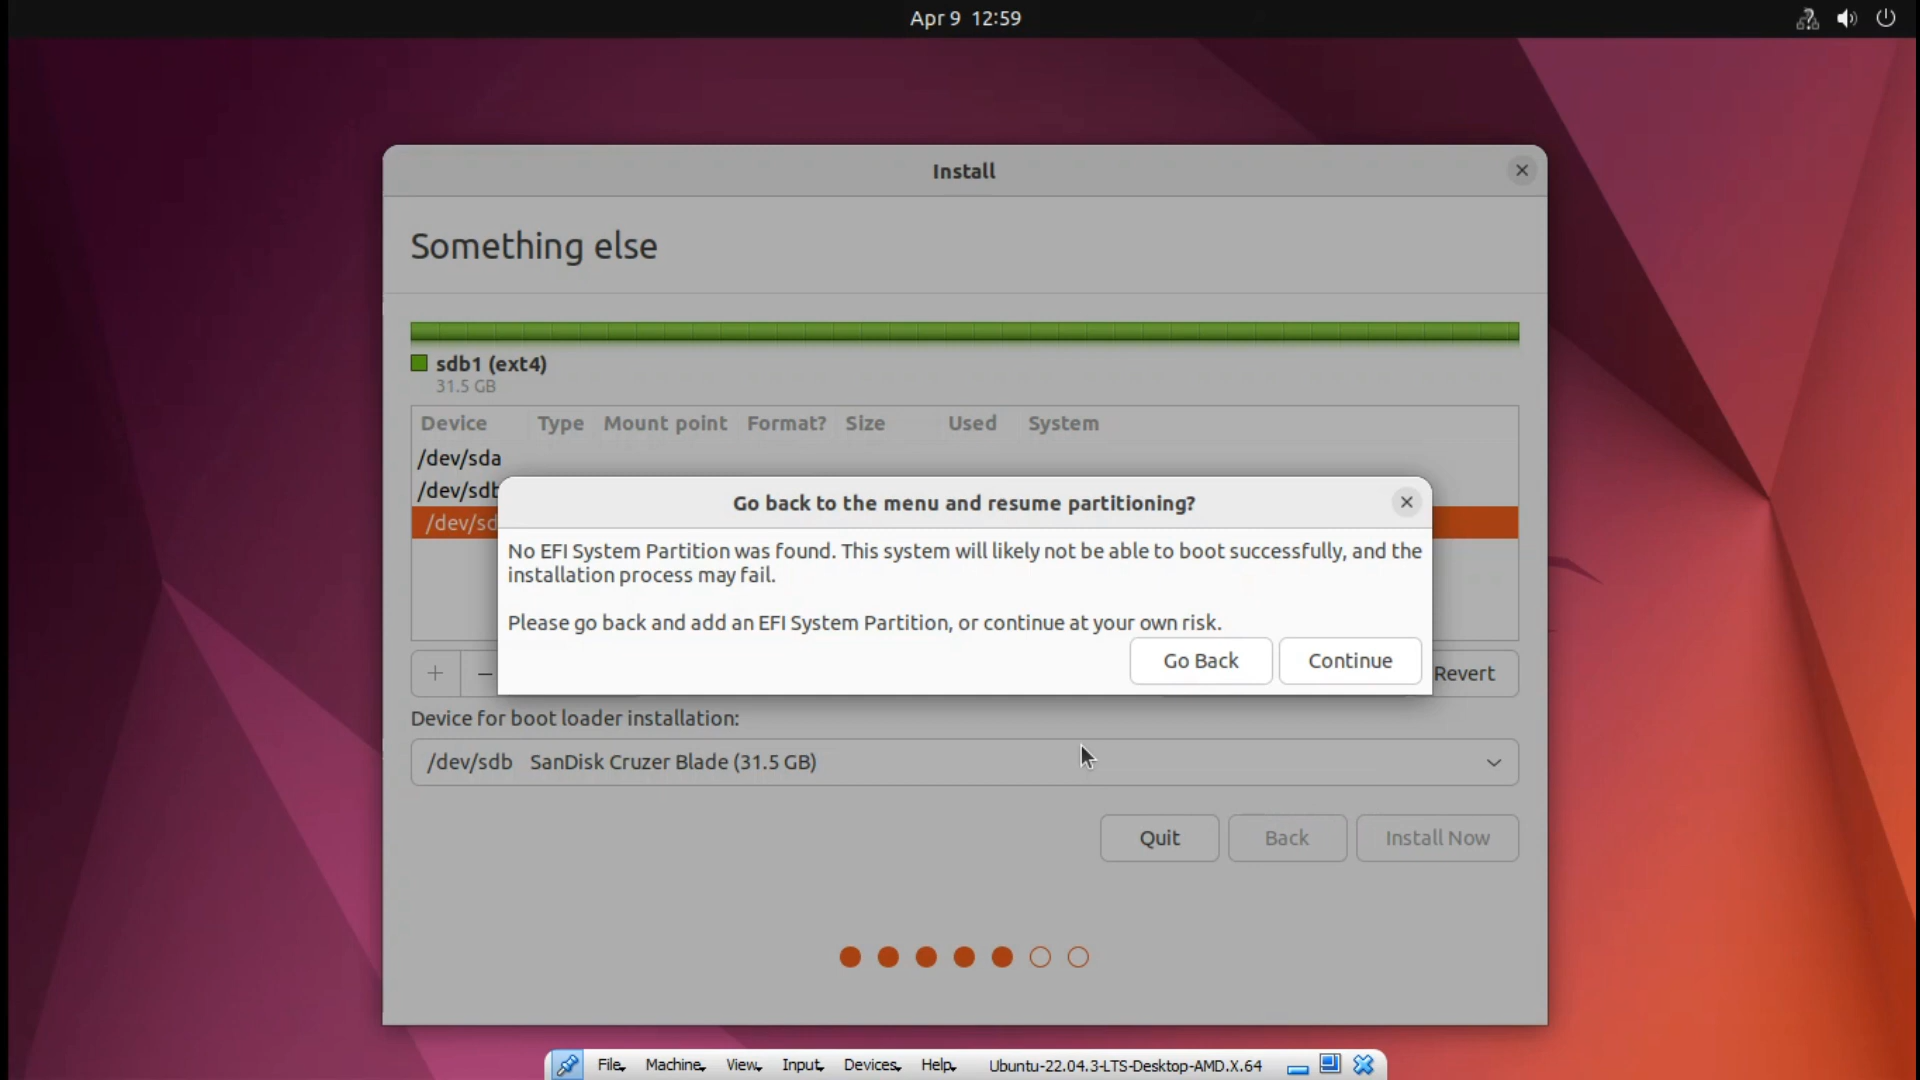 Apr 9 12:59
Install
Something else
sdb1 (ext4)
31.5 GB
Device Type Mount point Format? Size Used System
/dev/sda
/dev/sdb
/dev/sd
Go back to the menu and resume partitioning?
No EFI System Partition was found. This system will likely not be able to boot successfully, and the
installation process may fail.
Please go back and add an EFI System Partition, or continue at your own risk.
Go Back Continue
+ − Revert
Device for boot loader installation:
/dev/sdb SanDisk Cruzer Blade (31.5 GB)
Quit Back Install Now
File Machine View Input Devices Help Ubuntu-22.04.3-LTS-Desktop-AMD.X.64